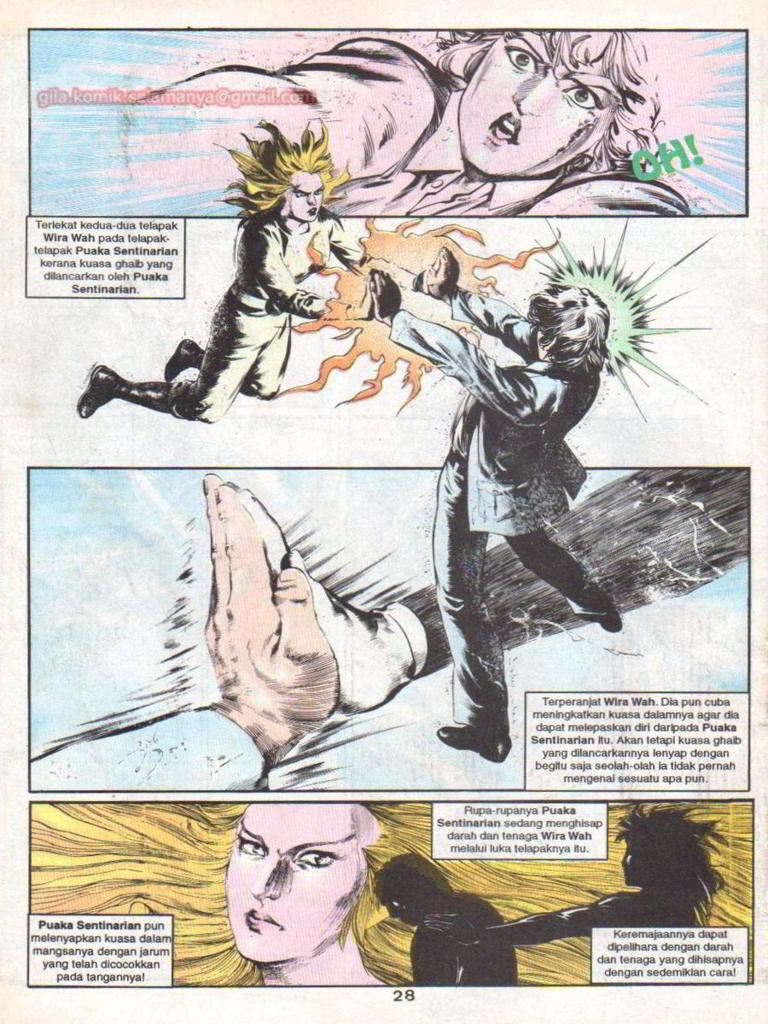 gila.komik.selamanya@gmail.com
OH!
Terlekat kedua-dua telapak
Wira Wah pada telapak-
telapak Puaka Sentinarian
kerana kuasa ghaib yang
dilancarkan oleh Puaka
Sentinarian.
Terperanjat Wira Wah. Dia pun cuba
meningkatkan kuasa dalamnya agar dia
dapat melepaskan diri daripada Puaka
Sentinarian itu. Akan tetapi kuasa ghaib
yang dilancarkannya lenyap dengan
begitu saja seolah-olah ia tidak pernah
mengenai sesuatu apa pun.
Rupa-rupanya Puaka
Sentinarian sedang menghisap
darah dan tenaga Wira Wah
melalui luka telapaknya itu.
Puaka Sentinarian pun
melenyapkan kuasa dalam
mangsanya dengan jarum
yang telah dicocokkan
pada tangannya!
Keremajaannya dapat
dipelihara dengan darah
dan tenaga yang dihisapnya
dengan sedemikian cara!
28